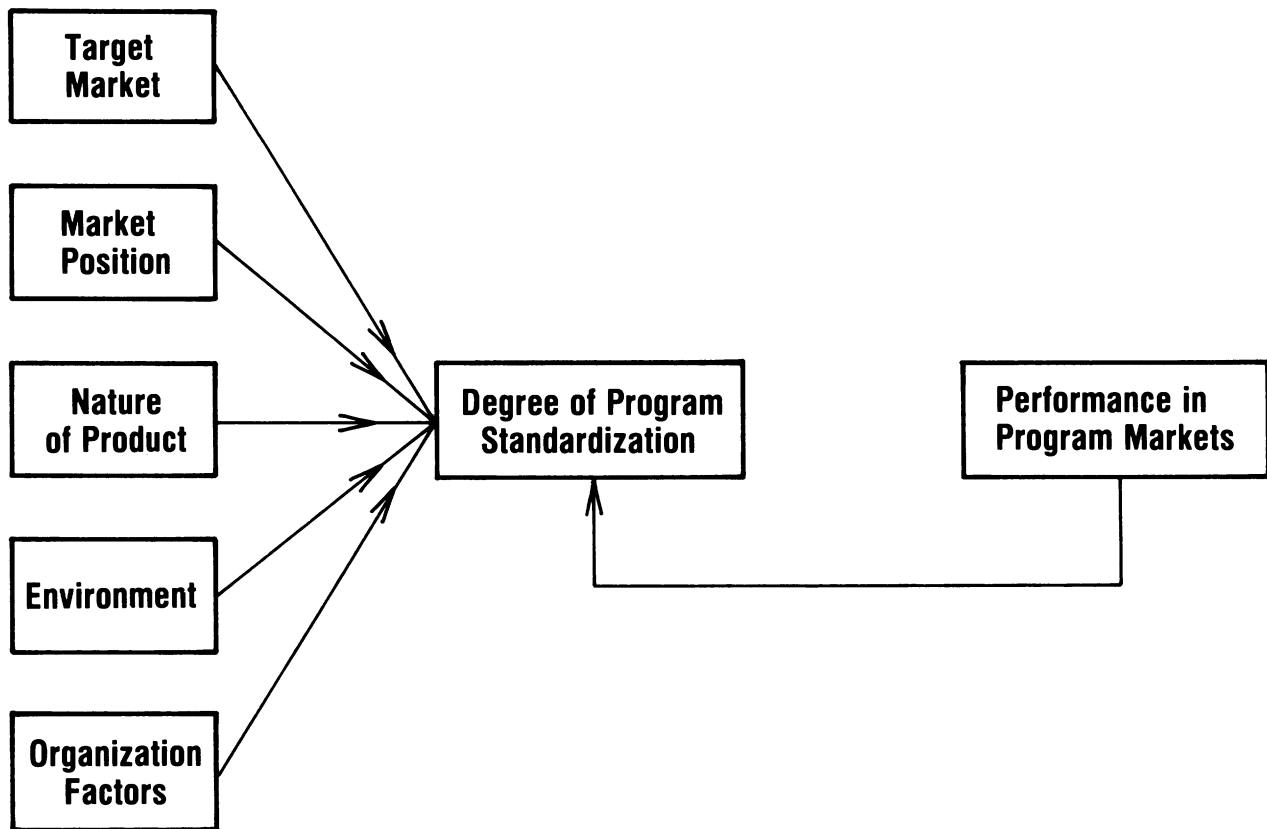 Target
Market
Market
Position
Nature
of Product
Environment
Organization
Factors
Degree of Program
Standardization
Performance in
Program Markets